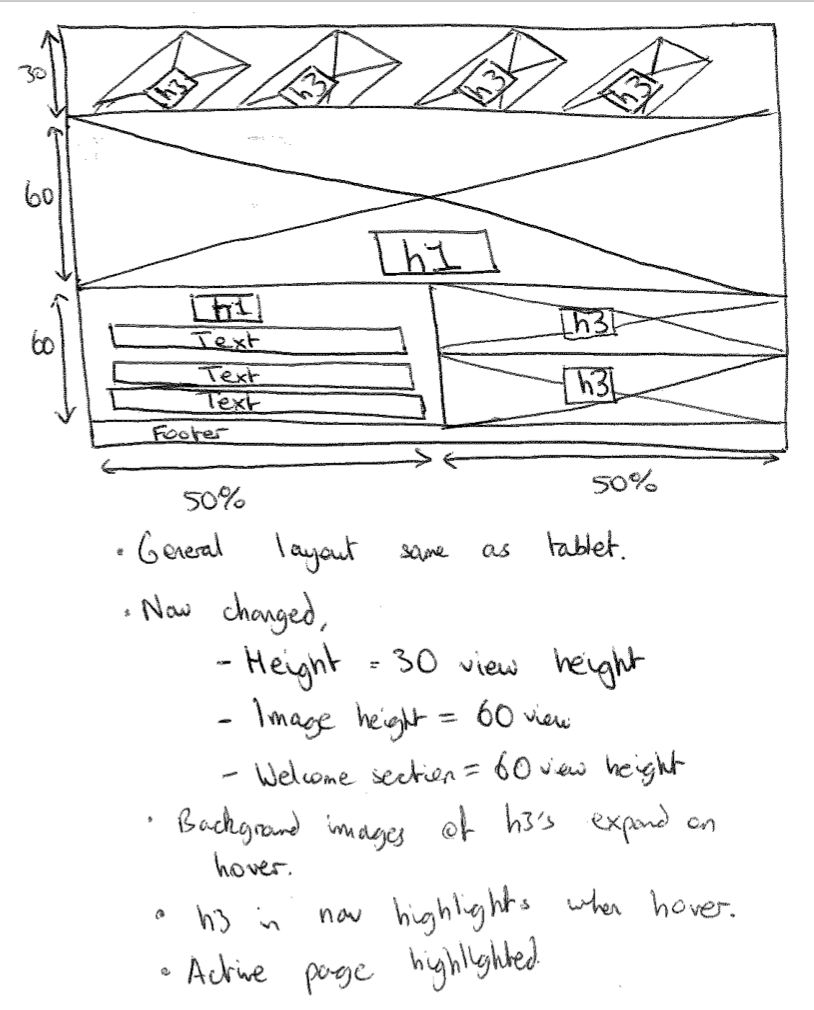 30
h3 h3 h3 h3
60
h1
60
h1
Text
Text
Text
h3
h3
Footer
50% 50%
• General layout same as tablet.
• Nav changed,
- Height = 30 view height
- Image height = 60 view
- Welcome section = 60 view height
• Background images of h3's expand on
hover.
• h3 in nav highlights when hover.
• Active page highlighted